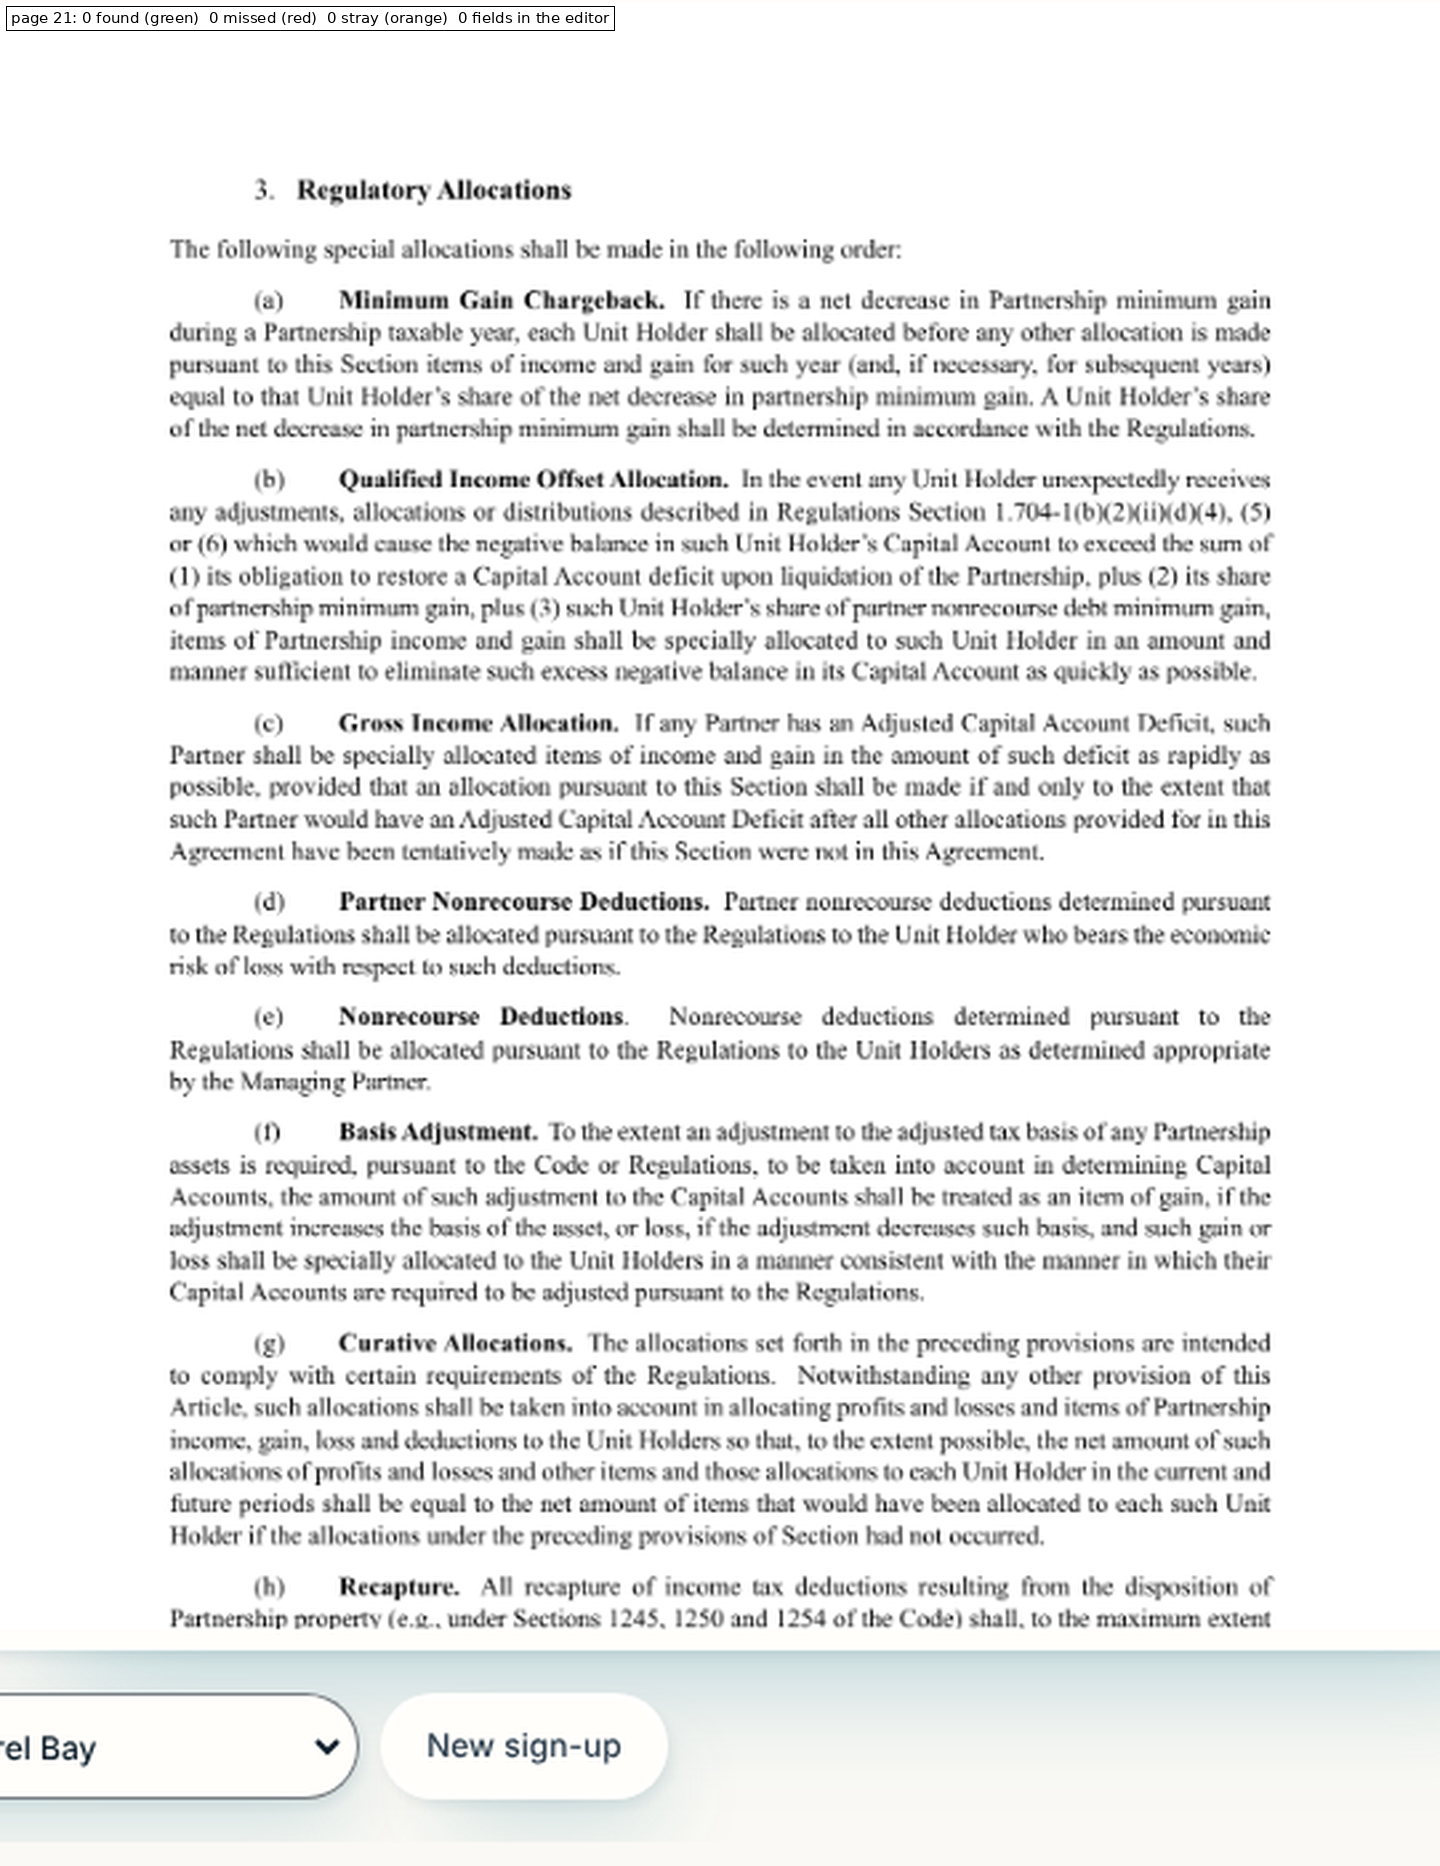 page 21: 0 found (green) 0 missed (red) 0 stray (orange) 0 fields in the editor
3. Regulatory Allocations
The following special allocations shall be made in the following order:
(a) Minimum Gain Chargeback. If there is a net decrease in Partnership minimum gain
during a Partnership taxable year, each Unit Holder shall be allocated before any other allocation is made
pursuant to this Section items of income and gain for such year (and, if necessary, for subsequent years)
equal to that Unit Holder’s share of the net decrease in partnership minimum gain. A Unit Holder’s share
of the net decrease in partnership minimum gain shall be determined in accordance with the Regulations.
(b) Qualified Income Offset Allocation. In the event any Unit Holder unexpectedly receives
any adjustments, allocations or distributions described in Regulations Section 1.704-1(b)(2)(ii)(d)(4), (5)
or (6) which would cause the negative balance in such Unit Holder’s Capital Account to exceed the sum of
(1) its obligation to restore a Capital Account deficit upon liquidation of the Partnership, plus (2) its share
of partnership minimum gain, plus (3) such Unit Holder’s share of partner nonrecourse debt minimum gain,
items of Partnership income and gain shall be specially allocated to such Unit Holder in an amount and
manner sufficient to eliminate such excess negative balance in its Capital Account as quickly as possible.
(c) Gross Income Allocation. If any Partner has an Adjusted Capital Account Deficit, such
Partner shall be specially allocated items of income and gain in the amount of such deficit as rapidly as
possible, provided that an allocation pursuant to this Section shall be made if and only to the extent that
such Partner would have an Adjusted Capital Account Deficit after all other allocations provided for in this
Agreement have been tentatively made as if this Section were not in this Agreement.
(d) Partner Nonrecourse Deductions. Partner nonrecourse deductions determined pursuant
to the Regulations shall be allocated pursuant to the Regulations to the Unit Holder who bears the economic
risk of loss with respect to such deductions.
(e) Nonrecourse Deductions. Nonrecourse deductions determined pursuant to the
Regulations shall be allocated pursuant to the Regulations to the Unit Holders as determined appropriate
by the Managing Partner.
(f) Basis Adjustment. To the extent an adjustment to the adjusted tax basis of any Partnership
assets is required, pursuant to the Code or Regulations, to be taken into account in determining Capital
Accounts, the amount of such adjustment to the Capital Accounts shall be treated as an item of gain, if the
adjustment increases the basis of the asset, or loss, if the adjustment decreases such basis, and such gain or
loss shall be specially allocated to the Unit Holders in a manner consistent with the manner in which their
Capital Accounts are required to be adjusted pursuant to the Regulations.
(g) Curative Allocations. The allocations set forth in the preceding provisions are intended
to comply with certain requirements of the Regulations. Notwithstanding any other provision of this
Article, such allocations shall be taken into account in allocating profits and losses and items of Partnership
income, gain, loss and deductions to the Unit Holders so that, to the extent possible, the net amount of such
allocations of profits and losses and other items and those allocations to each Unit Holder in the current and
future periods shall be equal to the net amount of items that would have been allocated to each such Unit
Holder if the allocations under the preceding provisions of Section had not occurred.
(h) Recapture. All recapture of income tax deductions resulting from the disposition of
Partnership property (e.g., under Sections 1245, 1250 and 1254 of the Code) shall, to the maximum extent
rel Bay
New sign-up